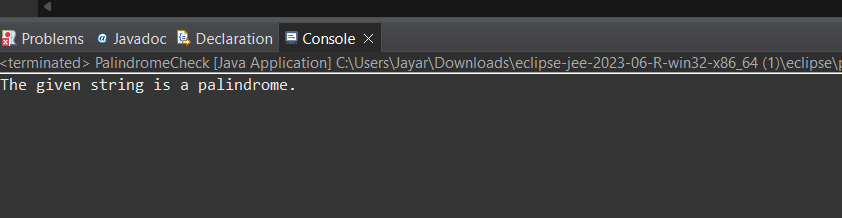 Problems Javadoc Declaration Console
<terminated> PalindromeCheck [Java Application] C:\Users\Jayar\Downloads\eclipse-jee-2023-06-R-win32-x86_64 (1)\eclipse\
The given string is a palindrome.